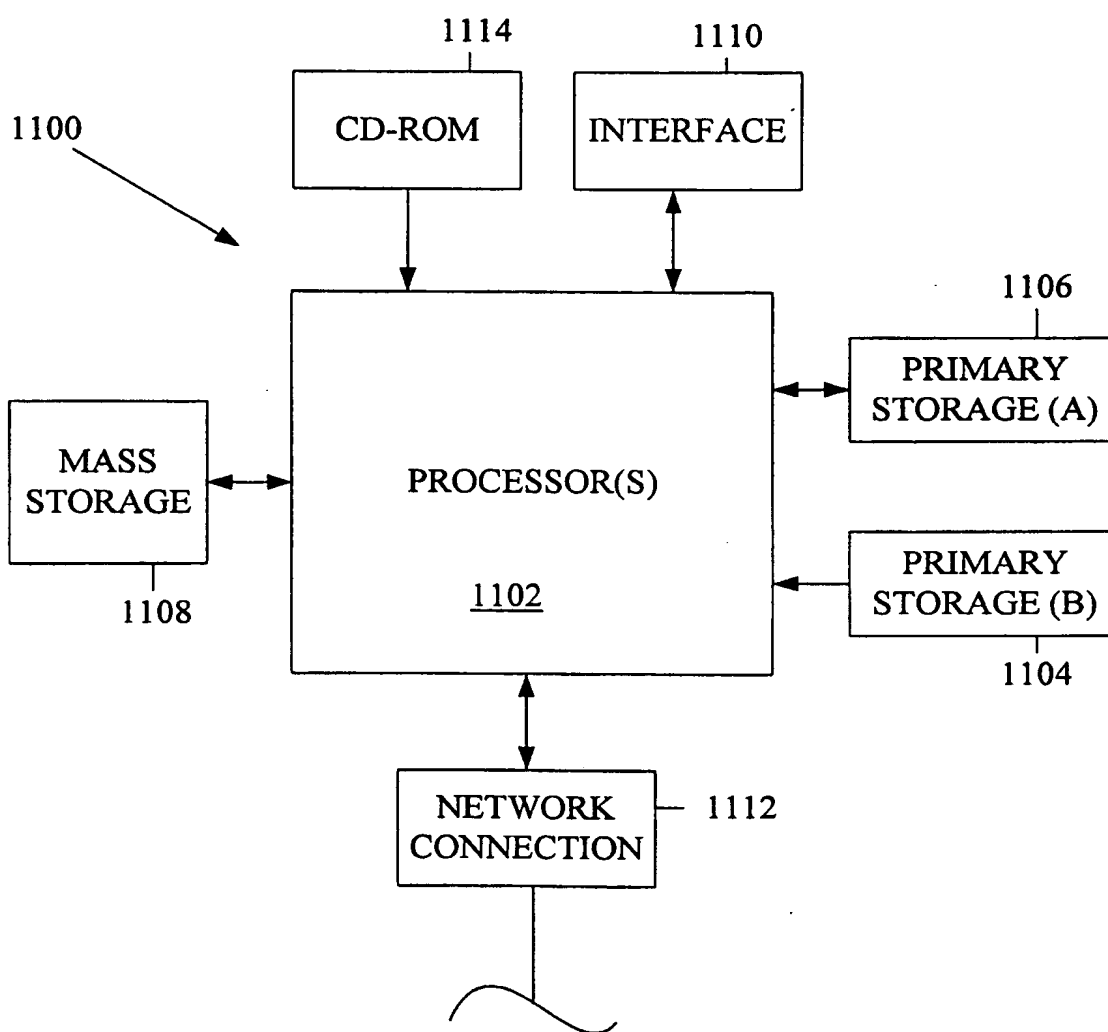 1114
1110
CD-ROM
INTERFACE
1100
1106
PRIMARY
STORAGE (A)
MASS
STORAGE
1108
PROCESSOR(S)
1102
PRIMARY
STORAGE (B)
1104
NETWORK
CONNECTION
1112